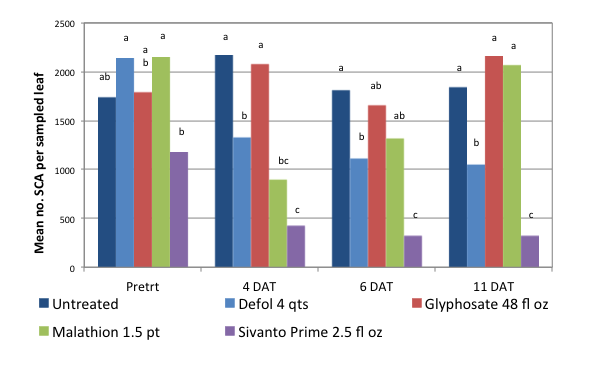 2500
2000
1500
1000
500
0
Mean no. SCA per sampled leaf
ab a a b a b
a b a bc c
a b ab ab c
a b a a c
Pretrt 4 DAT 6 DAT 11 DAT
Untreated Defol 4 qts Glyphosate 48 fl oz
Malathion 1.5 pt Sivanto Prime 2.5 fl oz